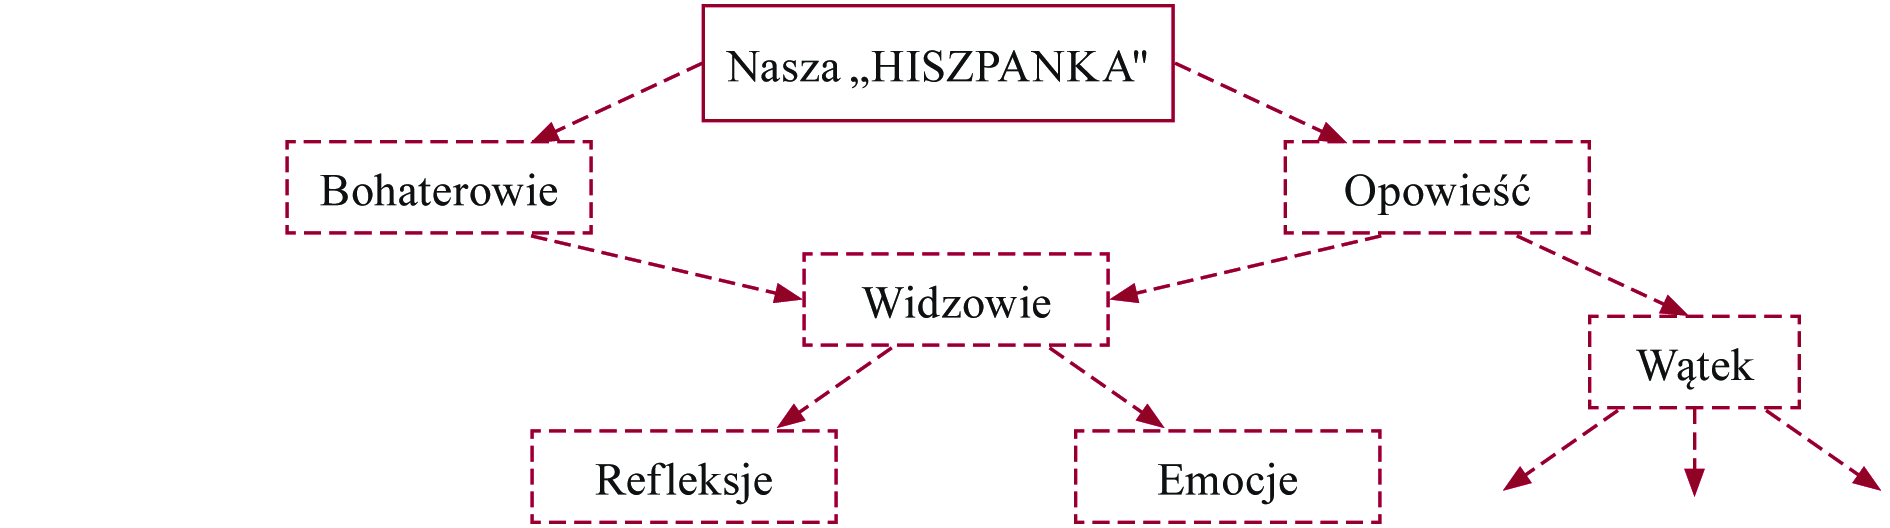 Nasza „HISZPANKA"
Bohaterowie
Opowieść
Widzowie
Wątek
Refleksje
Emocje